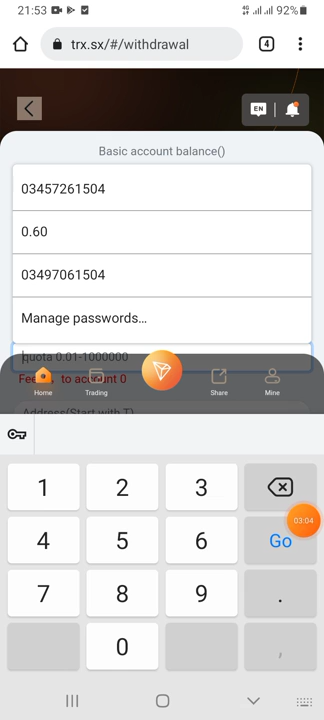 21:53
4G 92%
trx.sx/#/withdrawal
4
EN
Basic account balance()
03457261504
0.60
03497061504
Manage passwords...
quota 0.01-1000000
Fee to account 0
Home Trading Share Mine
Address(Start with T)
1 2 3
4 5 6 Go
03:04
7 8 9 .
0 ,